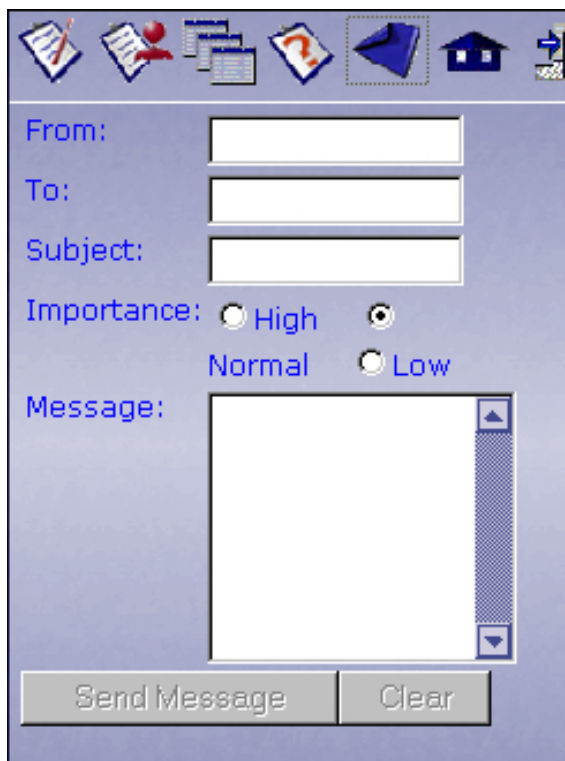 From:
To:
Subject:
Importance: High
Normal Low
Message:
Send Message Clear